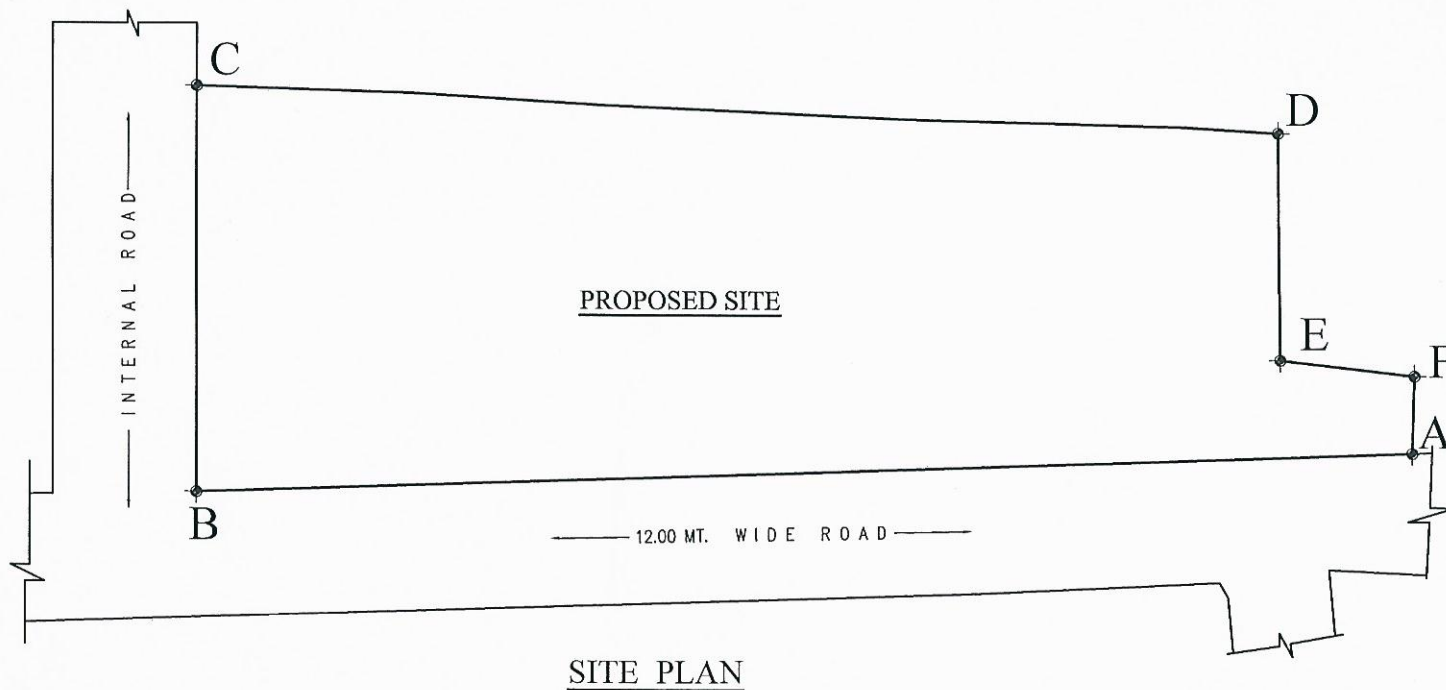 C
D
INTERNAL ROAD
PROPOSED SITE
E
F
A
B
12.00 MT. WIDE ROAD
SITE PLAN